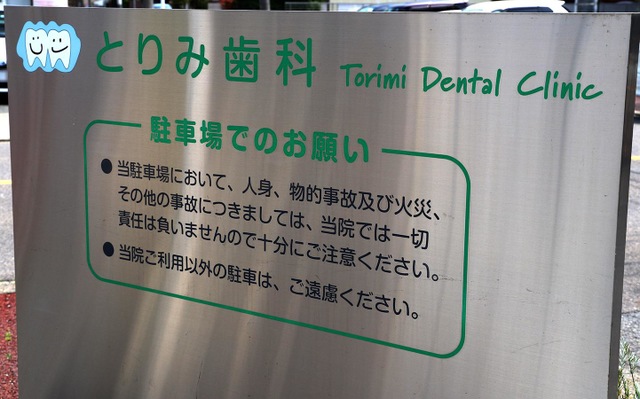 とりみ歯科 Torimi Dental Clinic
駐車場でのお願い
●当駐車場において、人身、物的事故及び火災、
その他の事故につきましては、当院では一切
責任は負いませんので十分にご注意ください。
●当院ご利用以外の駐車は、ご遠慮ください。